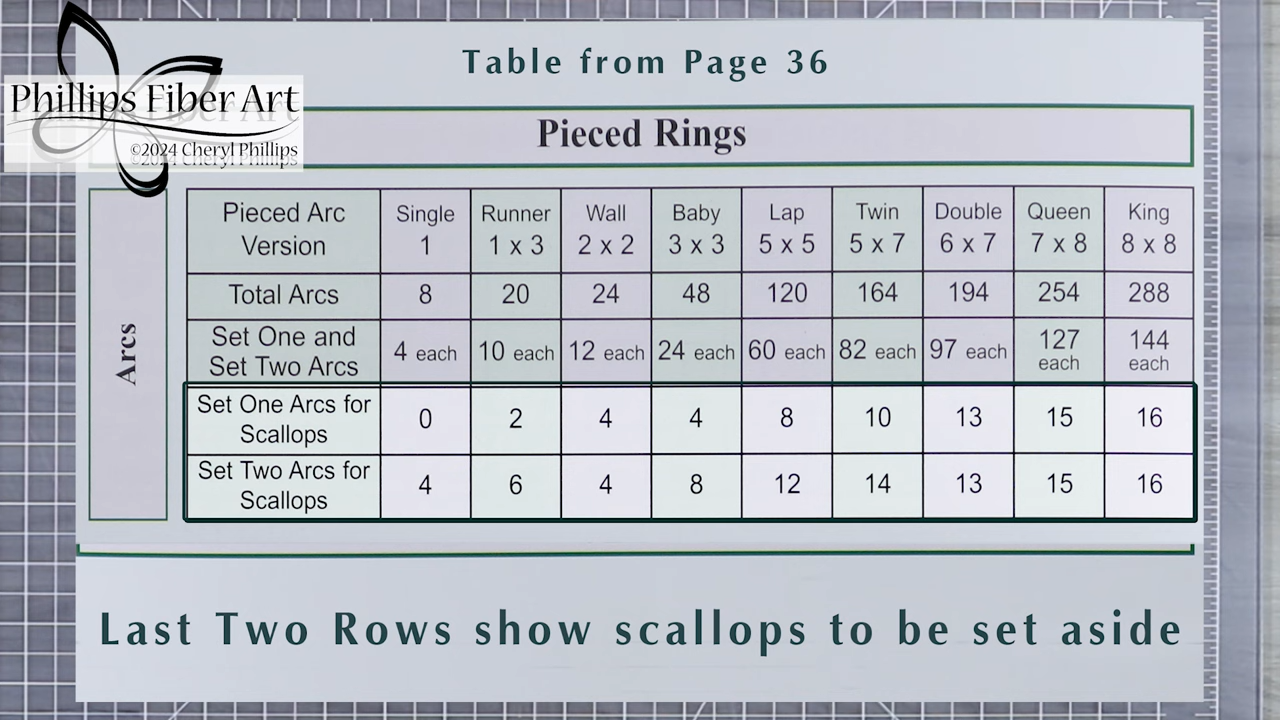 Table from Page 36
Phillips Fiber Art
©2024 Cheryl Phillips
Pieced Rings
Arcs
Pieced Arc Version Single 1 Runner 1 x 3 Wall 2 x 2 Baby 3 x 3 Lap 5 x 5 Twin 5 x 7 Double 6 x 7 Queen 7 x 8 King 8 x 8
Total Arcs 8 20 24 48 120 164 194 254 288
Set One and Set Two Arcs 4 each 10 each 12 each 24 each 60 each 82 each 97 each 127 each 144 each
Set One Arcs for Scallops 0 2 4 4 8 10 13 15 16
Set Two Arcs for Scallops 4 6 4 8 12 14 13 15 16
Last Two Rows show scallops to be set aside